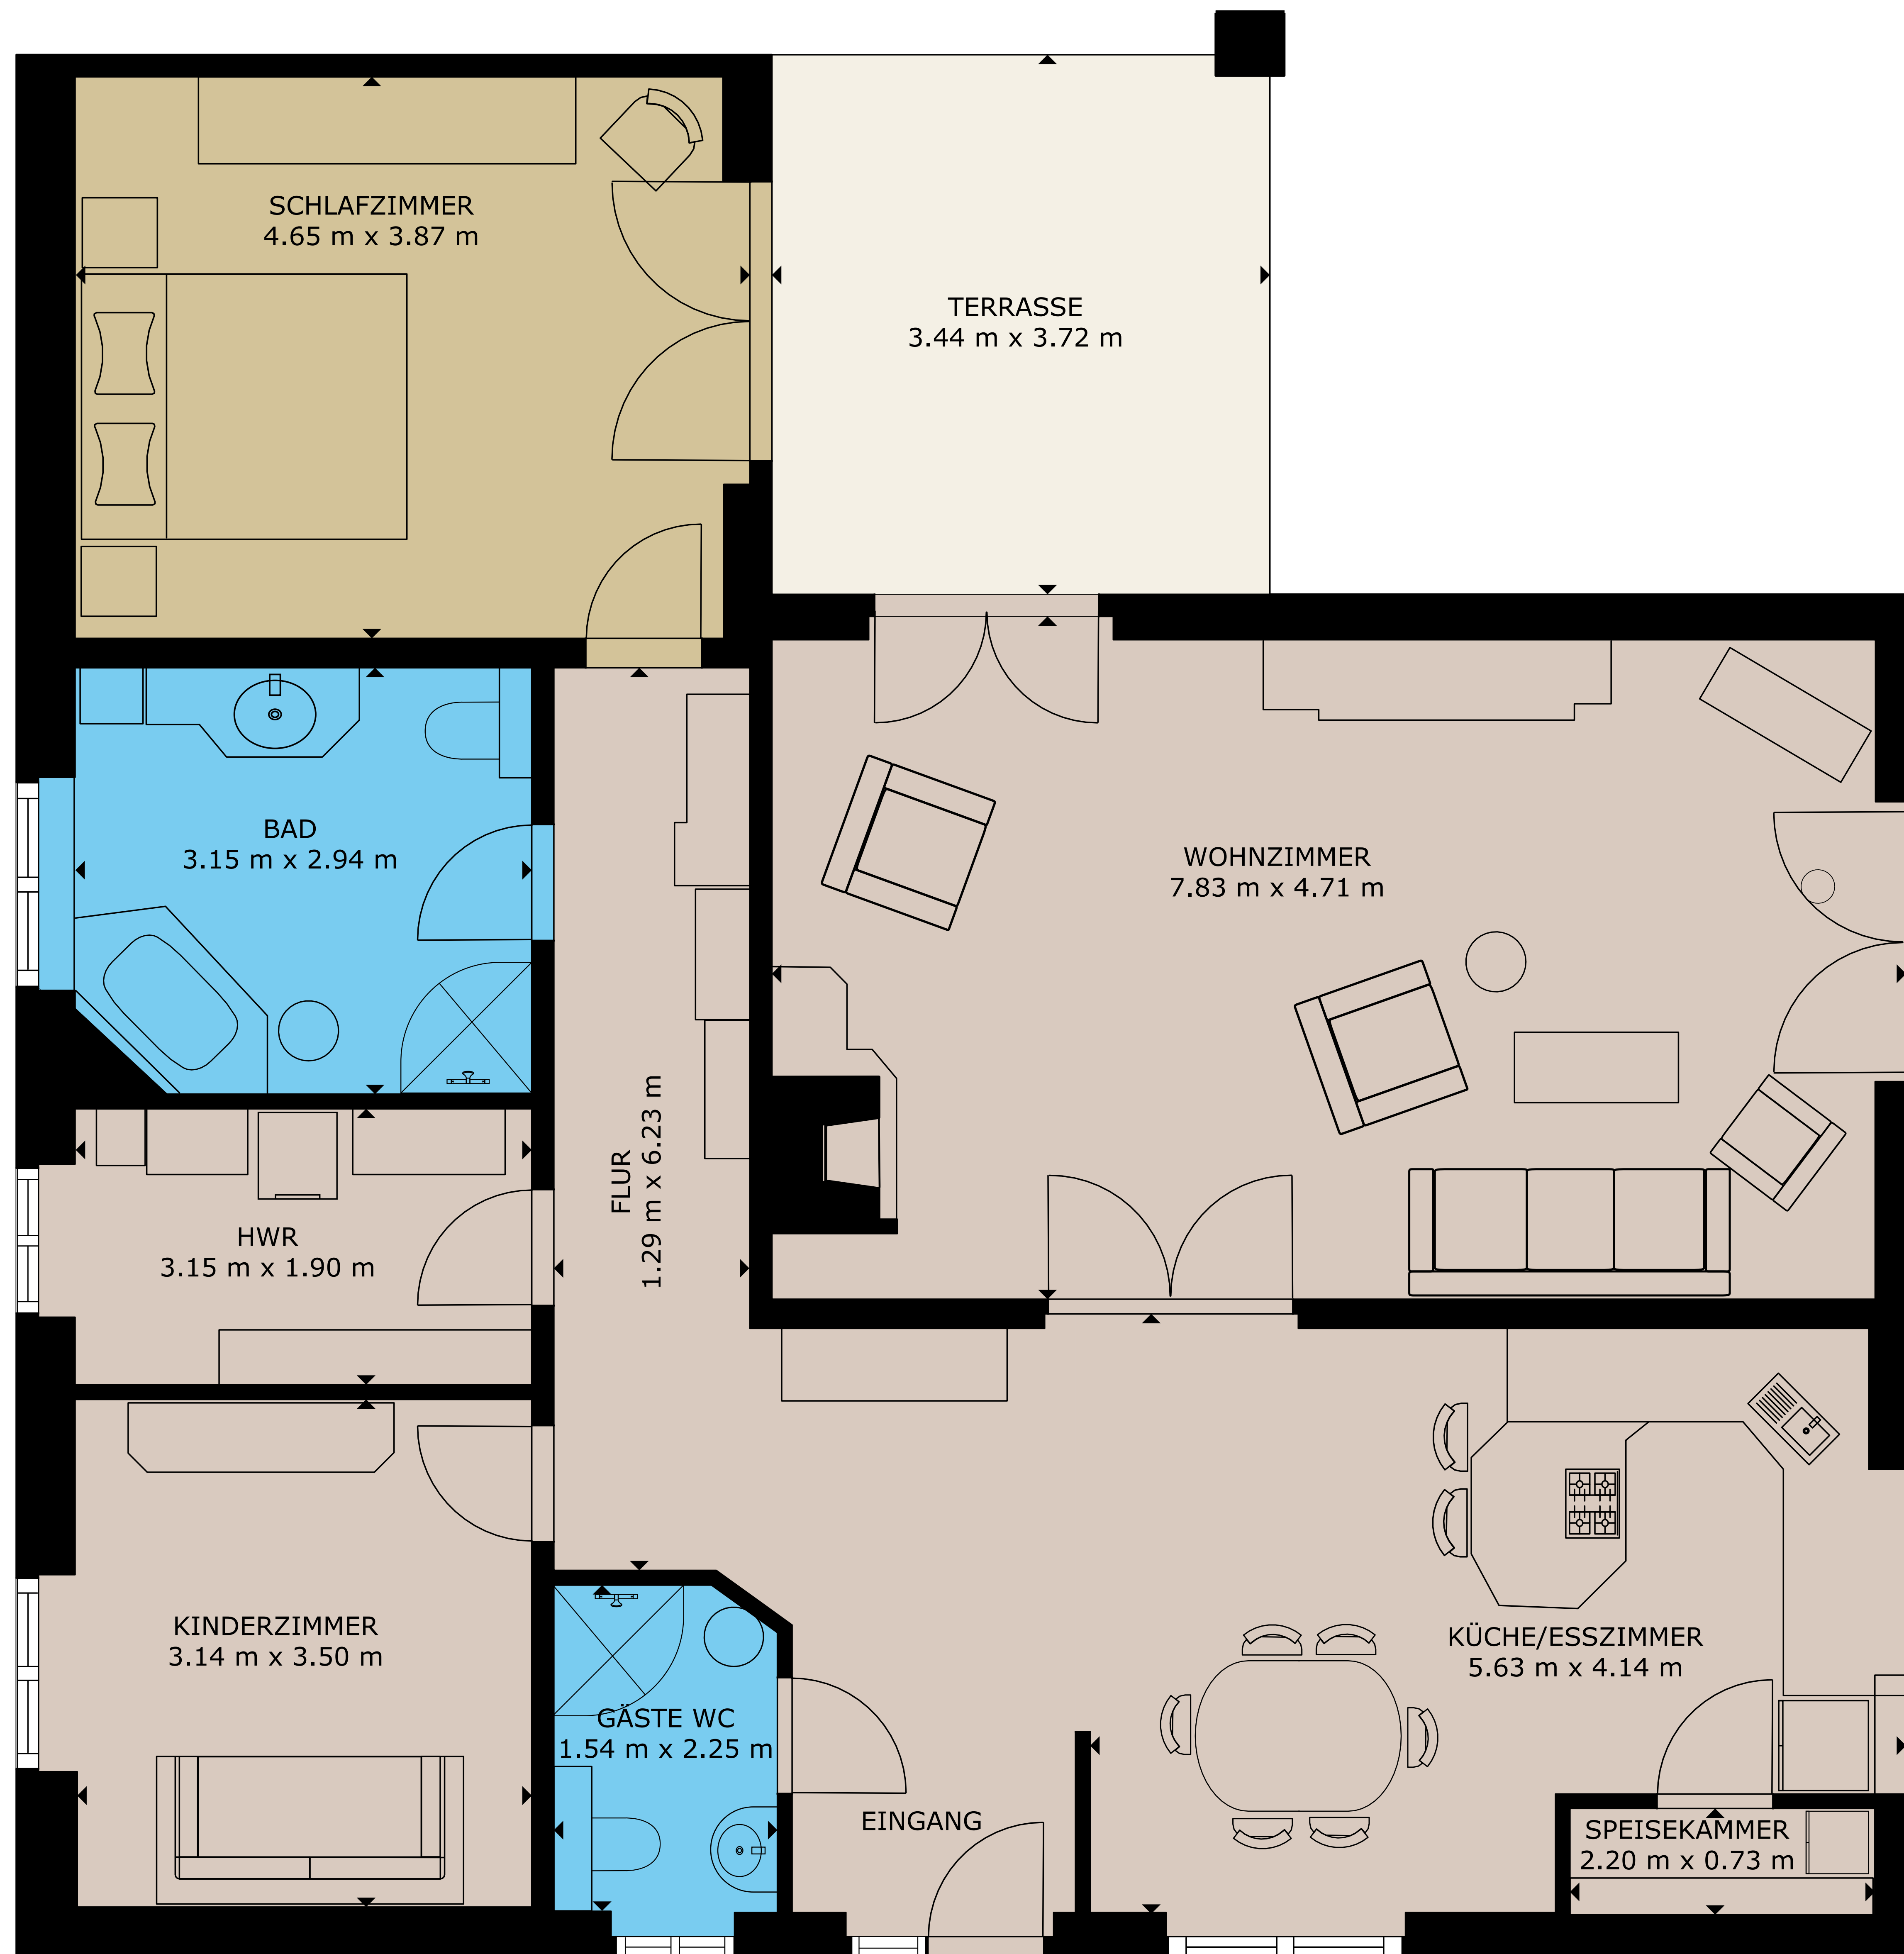 SCHLAFZIMMER
4.65 m x 3.87 m
TERRASSE
3.44 m x 3.72 m
BAD
3.15 m x 2.94 m
WOHNZIMMER
7.83 m x 4.71 m
HWR
3.15 m x 1.90 m
FLUR
1.29 m x 6.23 m
KINDERZIMMER
3.14 m x 3.50 m
KÜCHE/ESSZIMMER
5.63 m x 4.14 m
GÄSTE WC
1.54 m x 2.25 m
EINGANG
SPEISEKAMMER
2.20 m x 0.73 m